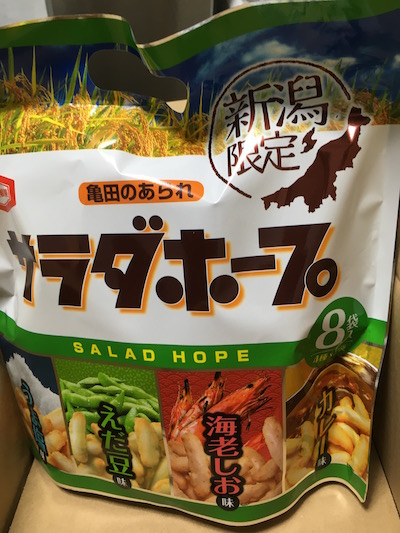 新潟
限定
亀田のあられ
サラダホープ
8袋
SALAD HOPE
えだ豆味
海老しお味
カレー味